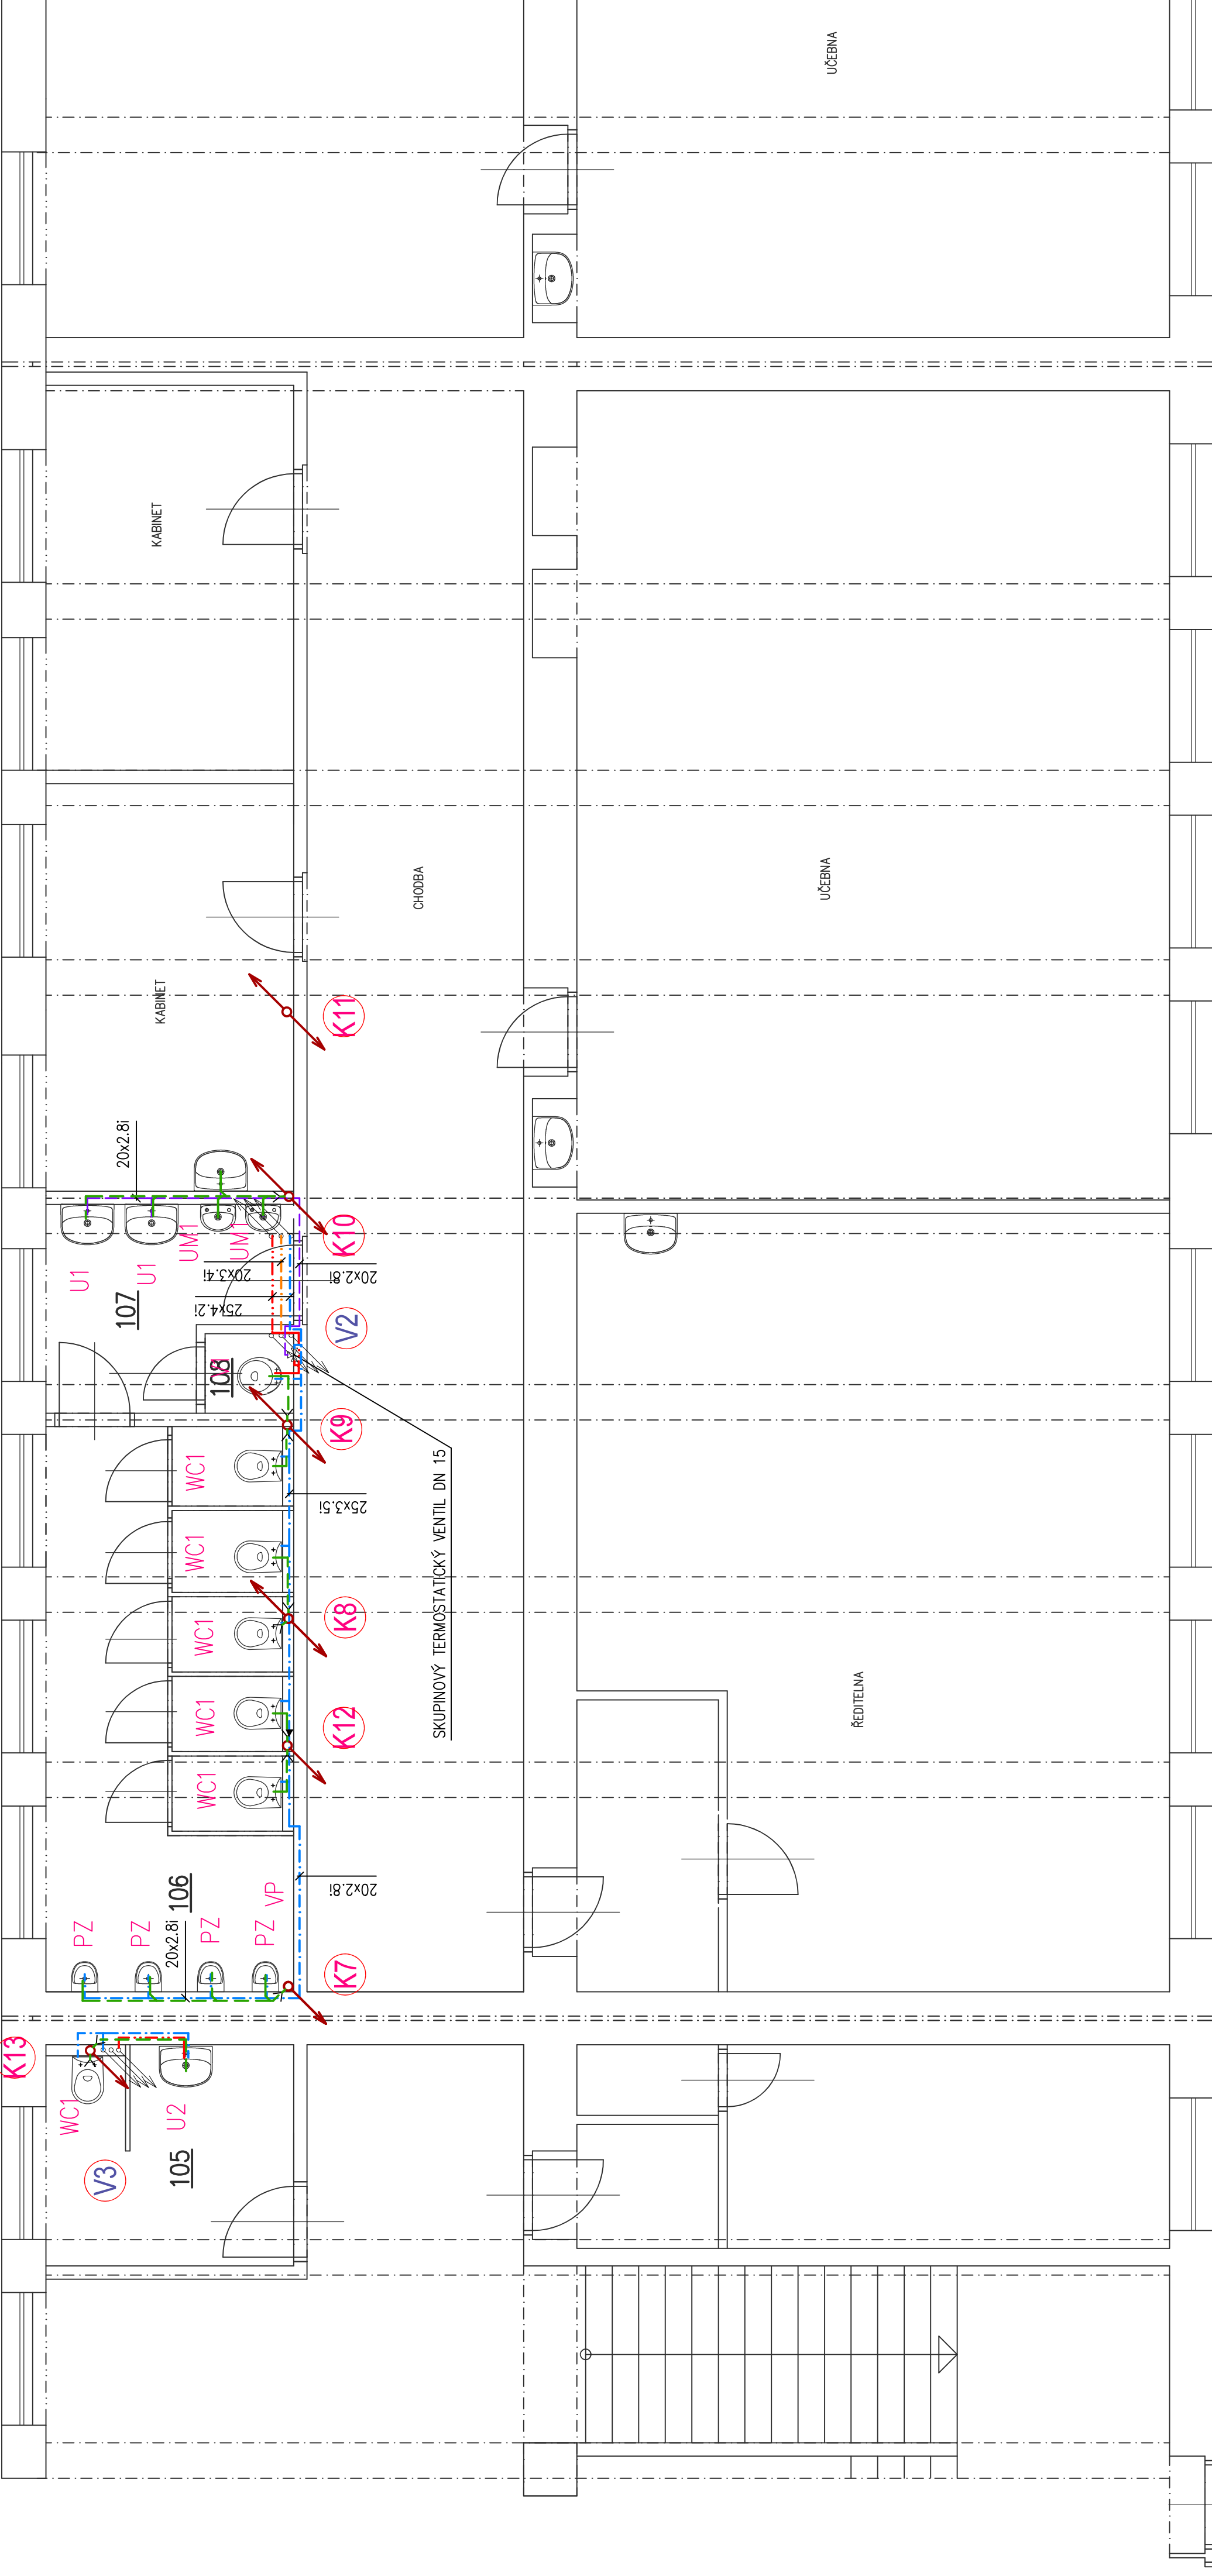 UČEBNA
KABINET
UČEBNA
CHODBA
KABINET
K11
20x2.8i
K10
U1
U1
UM1
UM1
107
20x3.4i
25x4.2i
20x2.8i
V2
108
K9
WC1
25x3.5i
WC1
SKUPINOVÝ TERMOSTATICKÝ VENTIL DN 15
K8
WC1
K12
WC1
ŘEDITELNA
WC1
106
VP
20x2.8i
PZ
PZ
PZ
PZ
20x2.8i
K7
K13
WC1
U2
V3
105